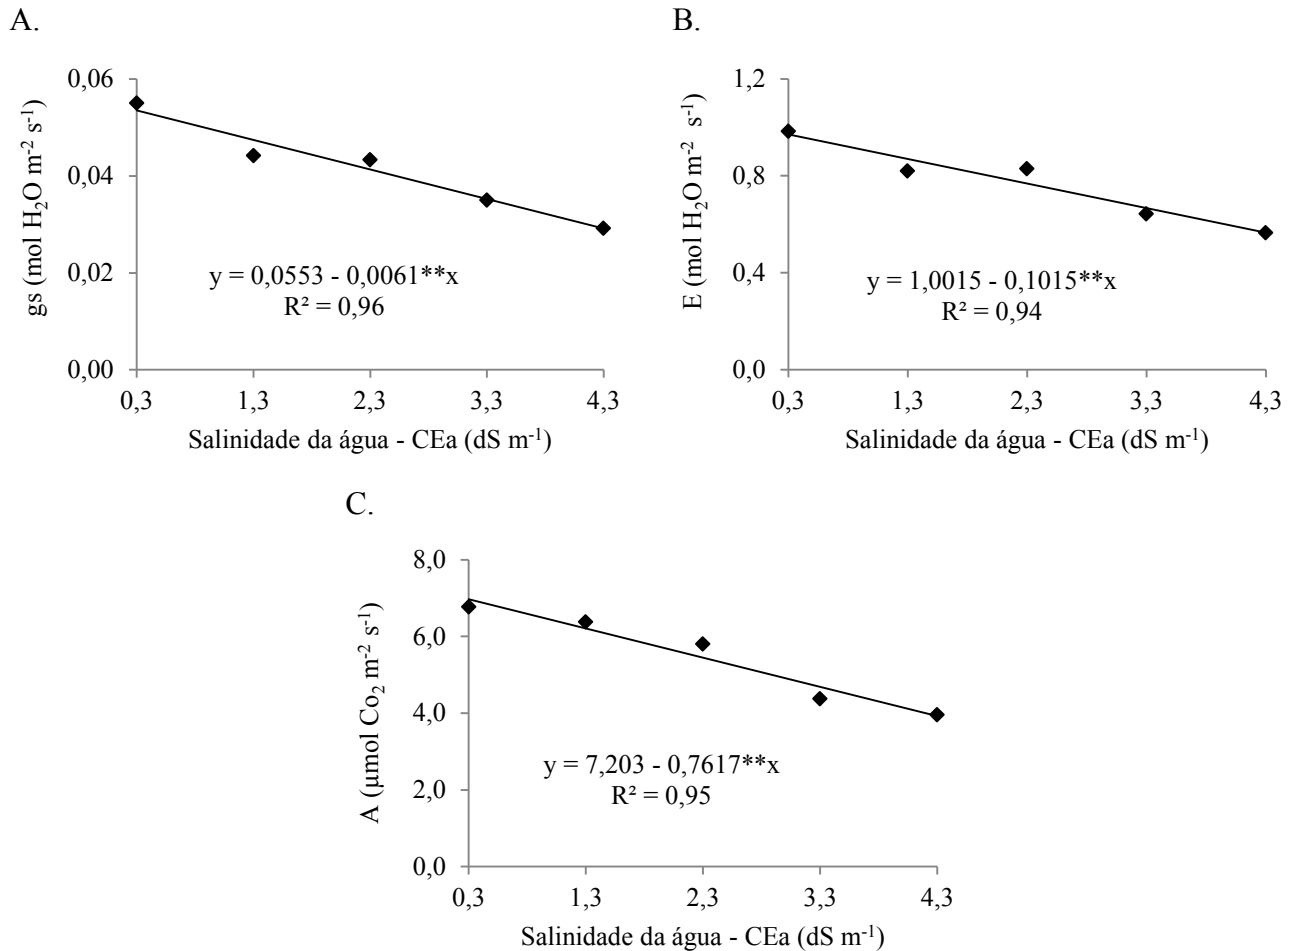 A.
gs (mol H₂O m⁻² s⁻¹)
0,06
0,04
0,02
0,00
y = 0,0553 - 0,0061**x
R² = 0,96
0,3 1,3 2,3 3,3 4,3
Salinidade da água - CEa (dS m⁻¹)
B.
E (mol H₂O m⁻² s⁻¹)
1,2
0,8
0,4
0,0
y = 1,0015 - 0,1015**x
R² = 0,94
0,3 1,3 2,3 3,3 4,3
Salinidade da água - CEa (dS m⁻¹)
C.
A (µmol Co₂ m⁻² s⁻¹)
8,0
6,0
4,0
2,0
0,0
y = 7,203 - 0,7617**x
R² = 0,95
0,3 1,3 2,3 3,3 4,3
Salinidade da água - CEa (dS m⁻¹)